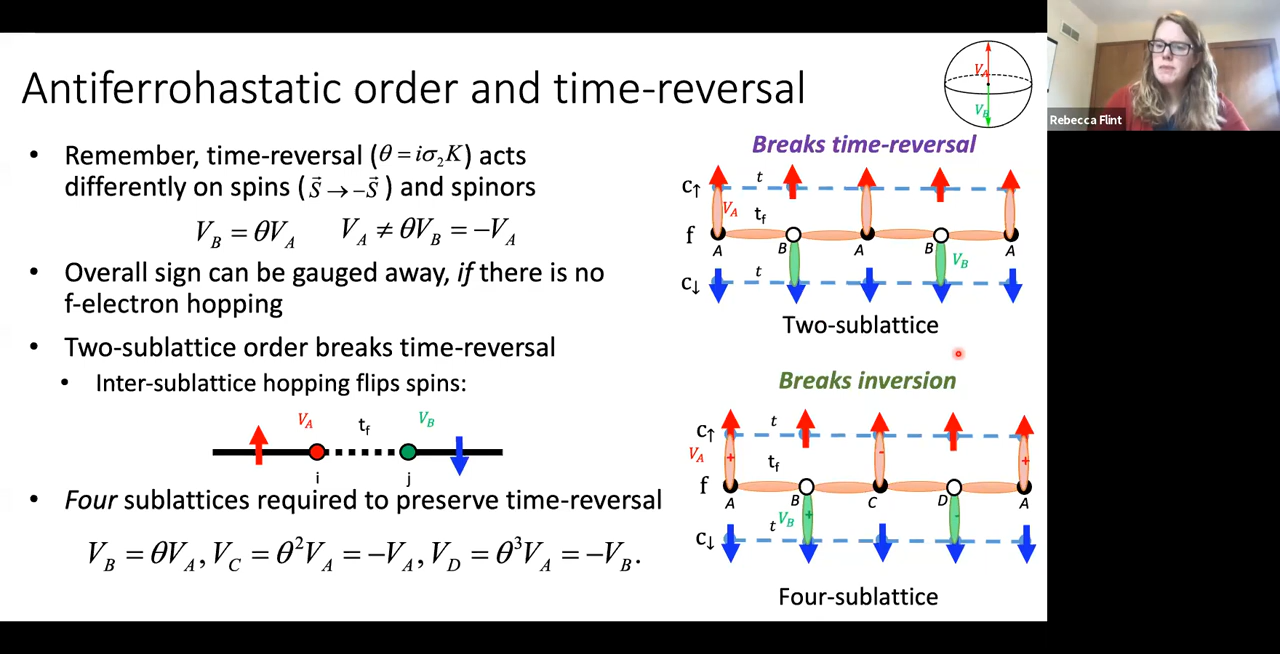 Antiferrohastatic order and time-reversal
V_A
V_B
Rebecca Flint
• Remember, time-reversal (θ = iσ₂K) acts
differently on spins (S⃗ → −S⃗) and spinors
V_B = θV_A V_A ≠ θV_B = −V_A
• Overall sign can be gauged away, if there is no
f-electron hopping
• Two-sublattice order breaks time-reversal
• Inter-sublattice hopping flips spins:
V_A t_f V_B
i j
• Four sublattices required to preserve time-reversal
V_B = θV_A, V_C = θ²V_A = −V_A, V_D = θ³V_A = −V_B.
Breaks time-reversal
c↑ t
V_A t_f
f
A B A B A
t V_B
c↓
Two-sublattice
Breaks inversion
c↑ t
V_A + - +
t_f
f
A B C D A
t V_B + -
c↓
Four-sublattice